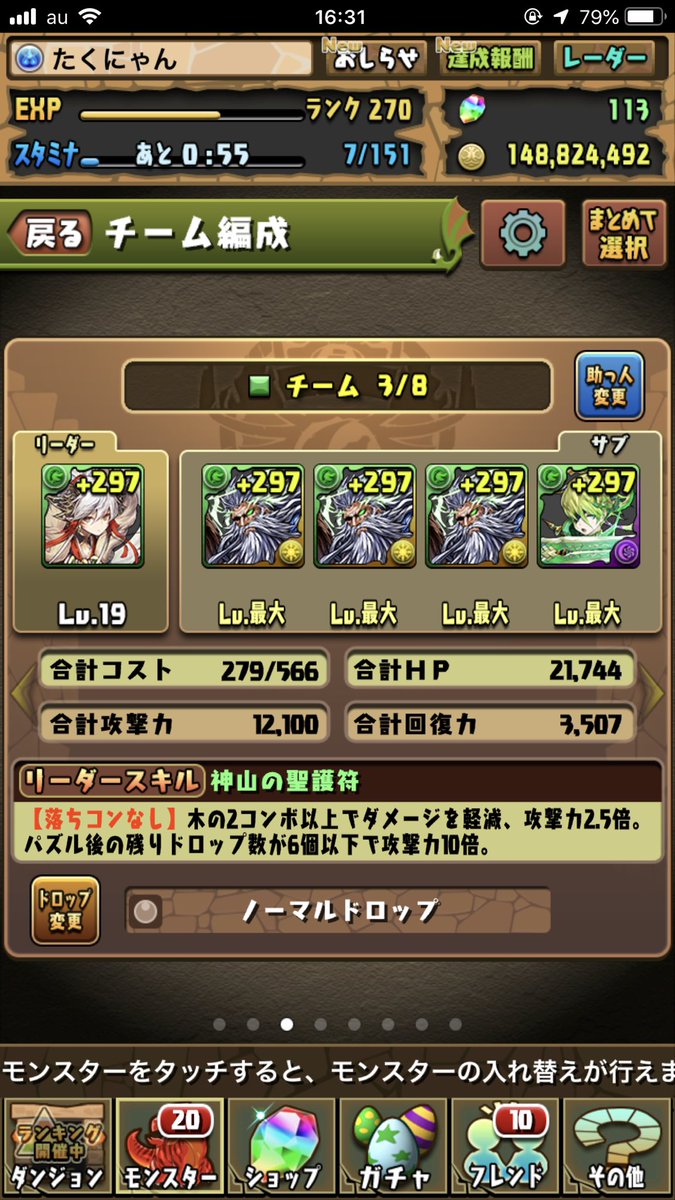 au 16:31 79%
たくにゃん New おしらせ New 達成報酬 レーダー
EXP ランク 270 113
スタミナ あと 0:55 7/151 148,824,492
戻る チーム編成 まとめて
選択
チーム 3/8 助っ人
変更
リーダー サブ
+297 +297 +297 +297 +297
Lv.19 Lv.最大 Lv.最大 Lv.最大 Lv.最大
合計コスト 279/566 合計HP 21,744
合計攻撃力 12,100 合計回復力 3,507
リーダースキル 神山の聖護符
【落ちコンなし】木の2コンボ以上でダメージを軽減、攻撃力2.5倍。
パズル後の残りドロップ数が6個以下で攻撃力10倍。
ドロップ
変更 ノーマルドロップ
モンスターをタッチすると、モンスターの入れ替えが行えま
ランキング
開催中 20 10
ダンジョン モンスター ショップ ガチャ フレンド その他